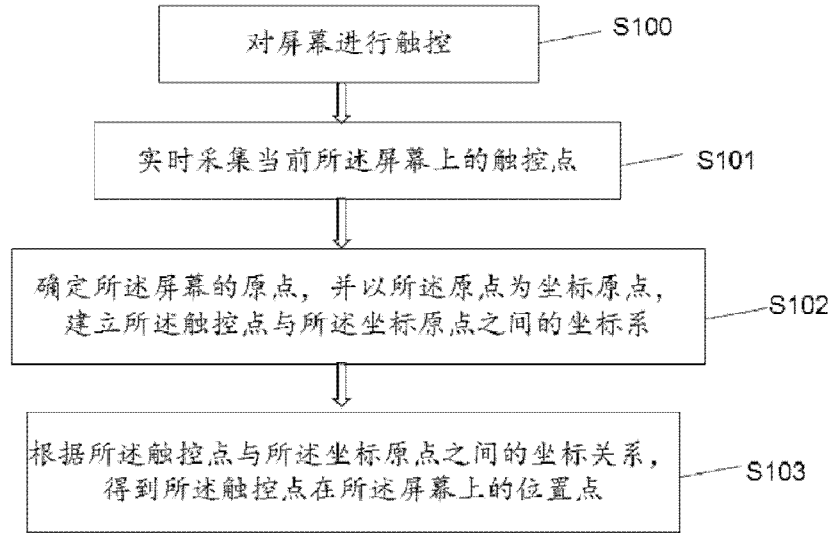 对屏幕进行触控
S100
实时采集当前所述屏幕上的触控点
S101
确定所述屏幕的原点，并以所述原点为坐标原点，
建立所述触控点与所述坐标原点之间的坐标系
S102
根据所述触控点与所述坐标原点之间的坐标关系，
得到所述触控点在所述屏幕上的位置点
S103